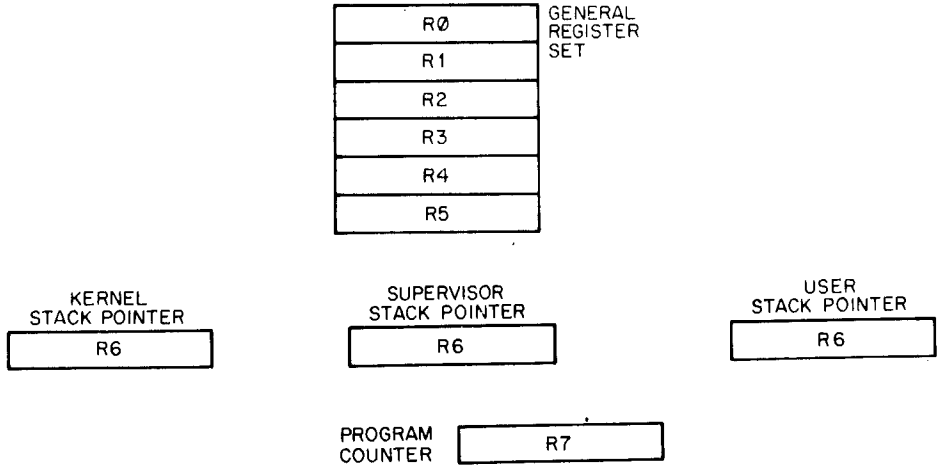 RØ
GENERAL
REGISTER
SET
R1
R2
R3
R4
R5
KERNEL
STACK POINTER
R6
SUPERVISOR
STACK POINTER
R6
USER
STACK POINTER
R6
PROGRAM
COUNTER
R7